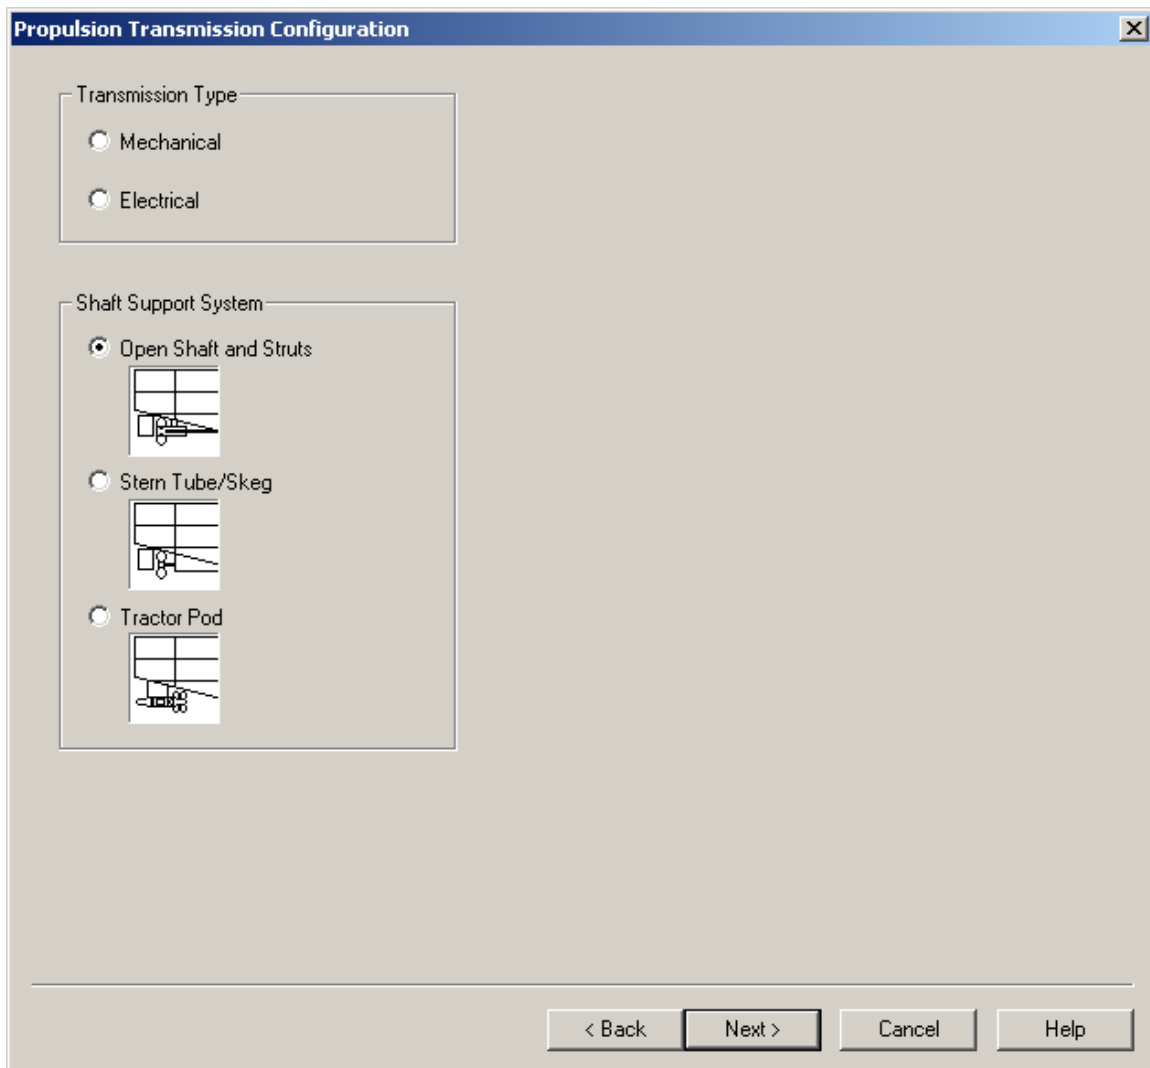 Propulsion Transmission Configuration
Transmission Type
Mechanical
Electrical
Shaft Support System
Open Shaft and Struts
Stern Tube/Skeg
Tractor Pod
< Back
Next >
Cancel
Help